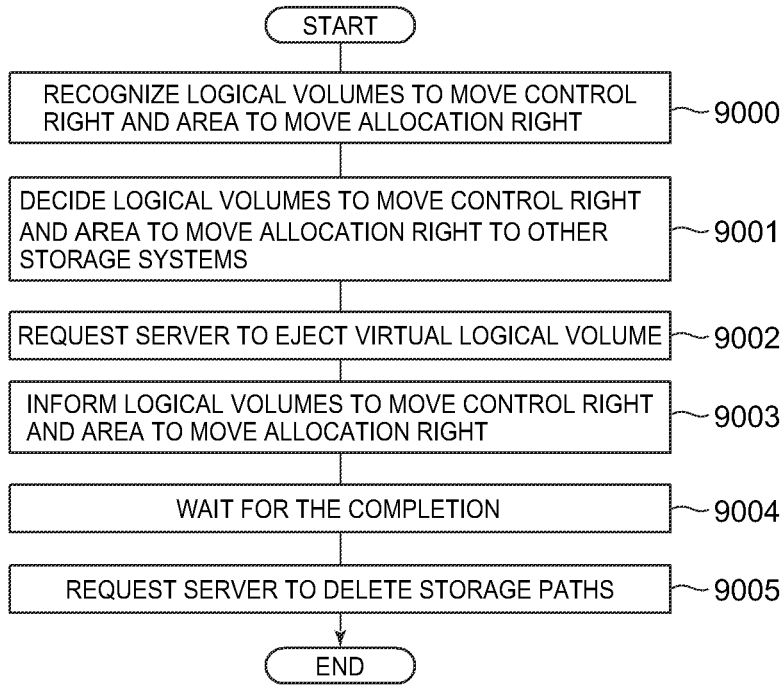 START
RECOGNIZE LOGICAL VOLUMES TO MOVE CONTROL
RIGHT AND AREA TO MOVE ALLOCATION RIGHT
9000
DECIDE LOGICAL VOLUMES TO MOVE CONTROL RIGHT
AND AREA TO MOVE ALLOCATION RIGHT TO OTHER
STORAGE SYSTEMS
9001
REQUEST SERVER TO EJECT VIRTUAL LOGICAL VOLUME
9002
INFORM LOGICAL VOLUMES TO MOVE CONTROL RIGHT
AND AREA TO MOVE ALLOCATION RIGHT
9003
WAIT FOR THE COMPLETION
9004
REQUEST SERVER TO DELETE STORAGE PATHS
9005
END